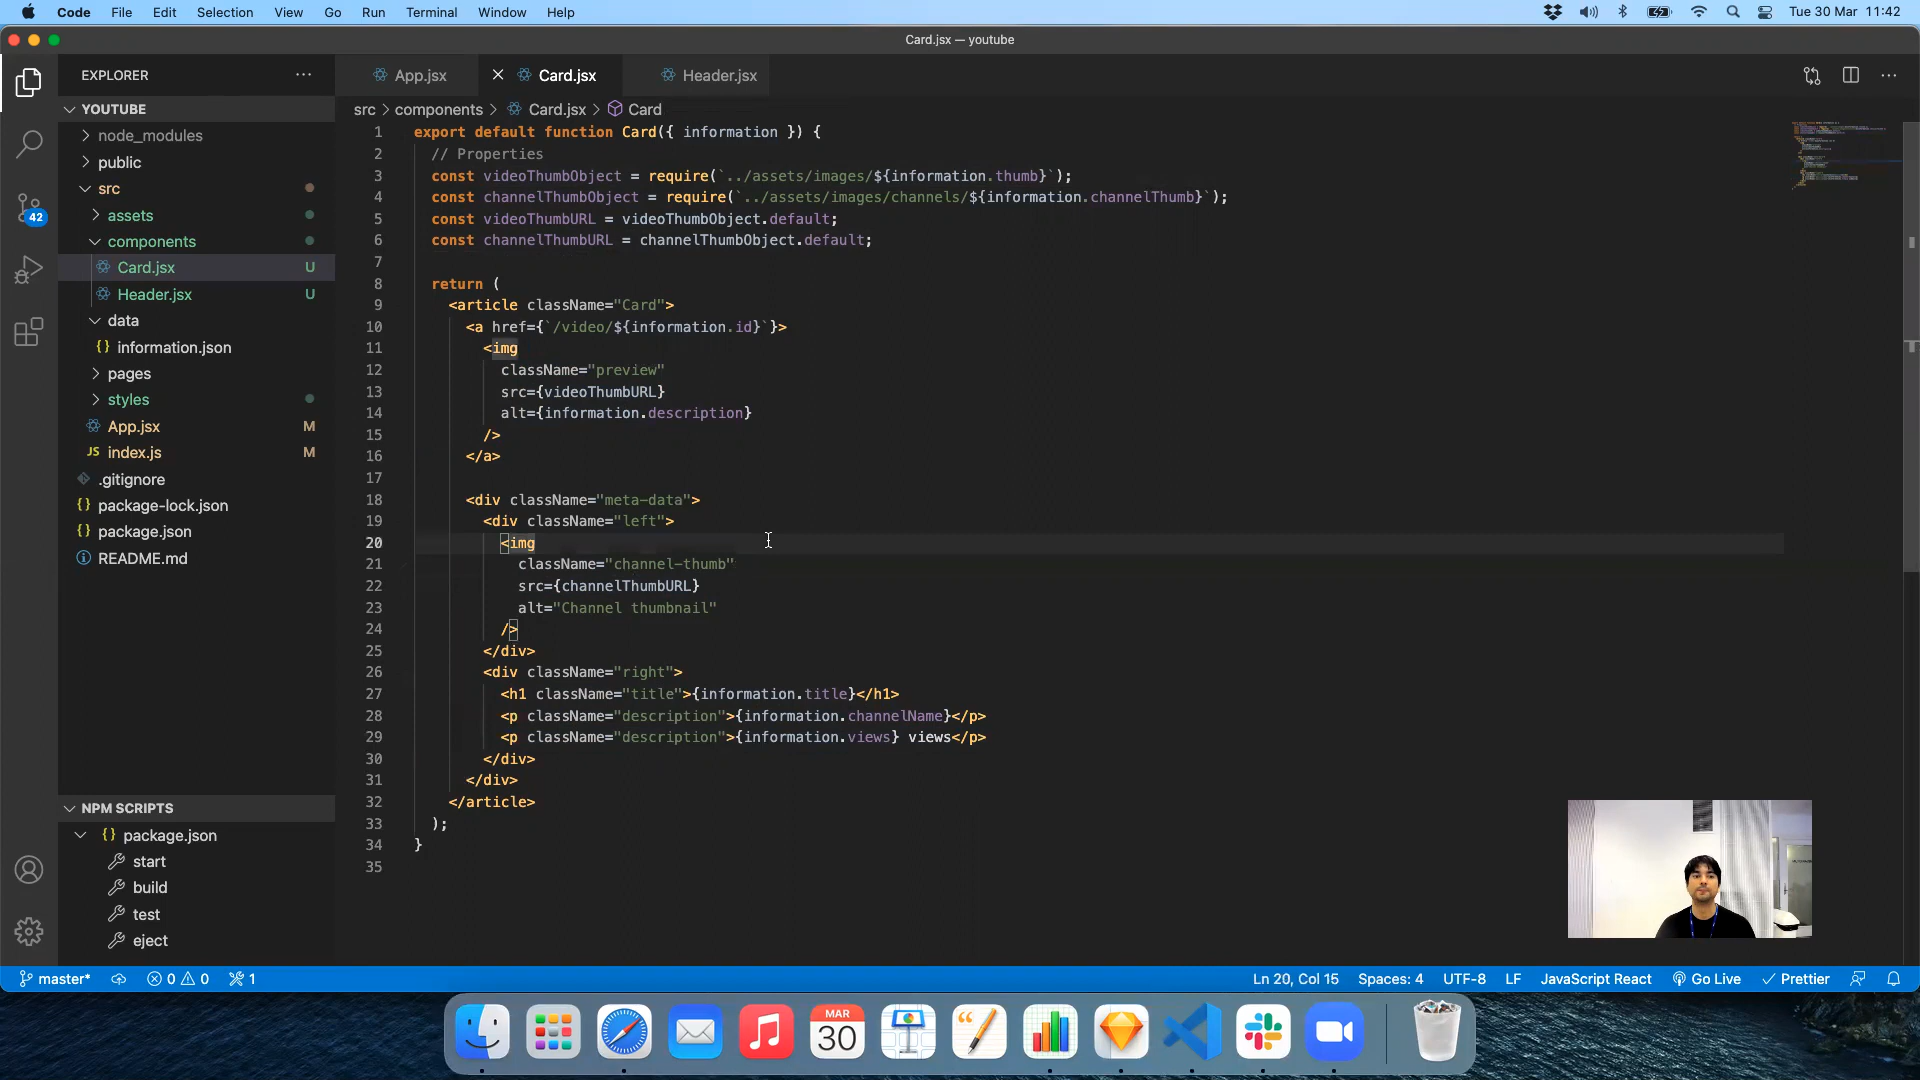 Code File Edit Selection View Go Run Terminal Window Help Tue 30 Mar 11:42
Card.jsx — youtube
EXPLORER
App.jsx
Card.jsx
Header.jsx
YOUTUBE
node_modules
public
src
assets
components
Card.jsx U
Header.jsx U
data
information.json
pages
styles
App.jsx M
JS index.js M
.gitignore
package-lock.json
package.json
README.md
42
NPM SCRIPTS
package.json
start
build
test
eject
src > components > Card.jsx > Card
1 export default function Card({ information }) {
2 // Properties
3 const videoThumbObject = require(`../assets/images/${information.thumb}`);
4 const channelThumbObject = require(`../assets/images/channels/${information.channelThumb}`);
5 const videoThumbURL = videoThumbObject.default;
6 const channelThumbURL = channelThumbObject.default;
7
8 return (
9 <article className="Card">
10 <a href={`/video/${information.id}`}>
11 <img
12 className="preview"
13 src={videoThumbURL}
14 alt={information.description}
15 />
16 </a>
17
18 <div className="meta-data">
19 <div className="left">
20 <img
21 className="channel-thumb"
22 src={channelThumbURL}
23 alt="Channel thumbnail"
24 />
25 </div>
26 <div className="right">
27 <h1 className="title">{information.title}</h1>
28 <p className="description">{information.channelName}</p>
29 <p className="description">{information.views} views</p>
30 </div>
31 </div>
32 </article>
33 );
34 }
35
master* 0 0 1 Ln 20, Col 15 Spaces: 4 UTF-8 LF JavaScript React Go Live Prettier
MAR
30